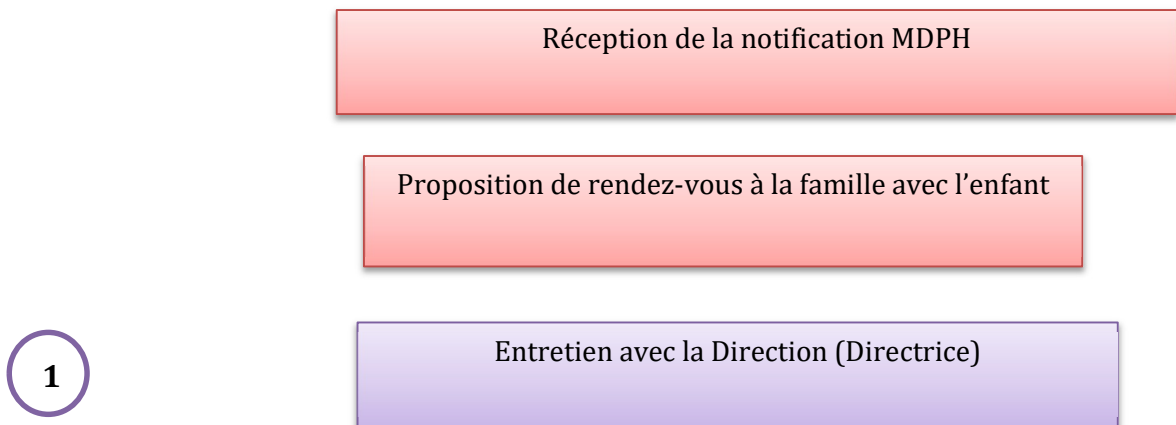 Réception de la notification MDPH
Proposition de rendez-vous à la famille avec l’enfant
Entretien avec la Direction (Directrice)
1